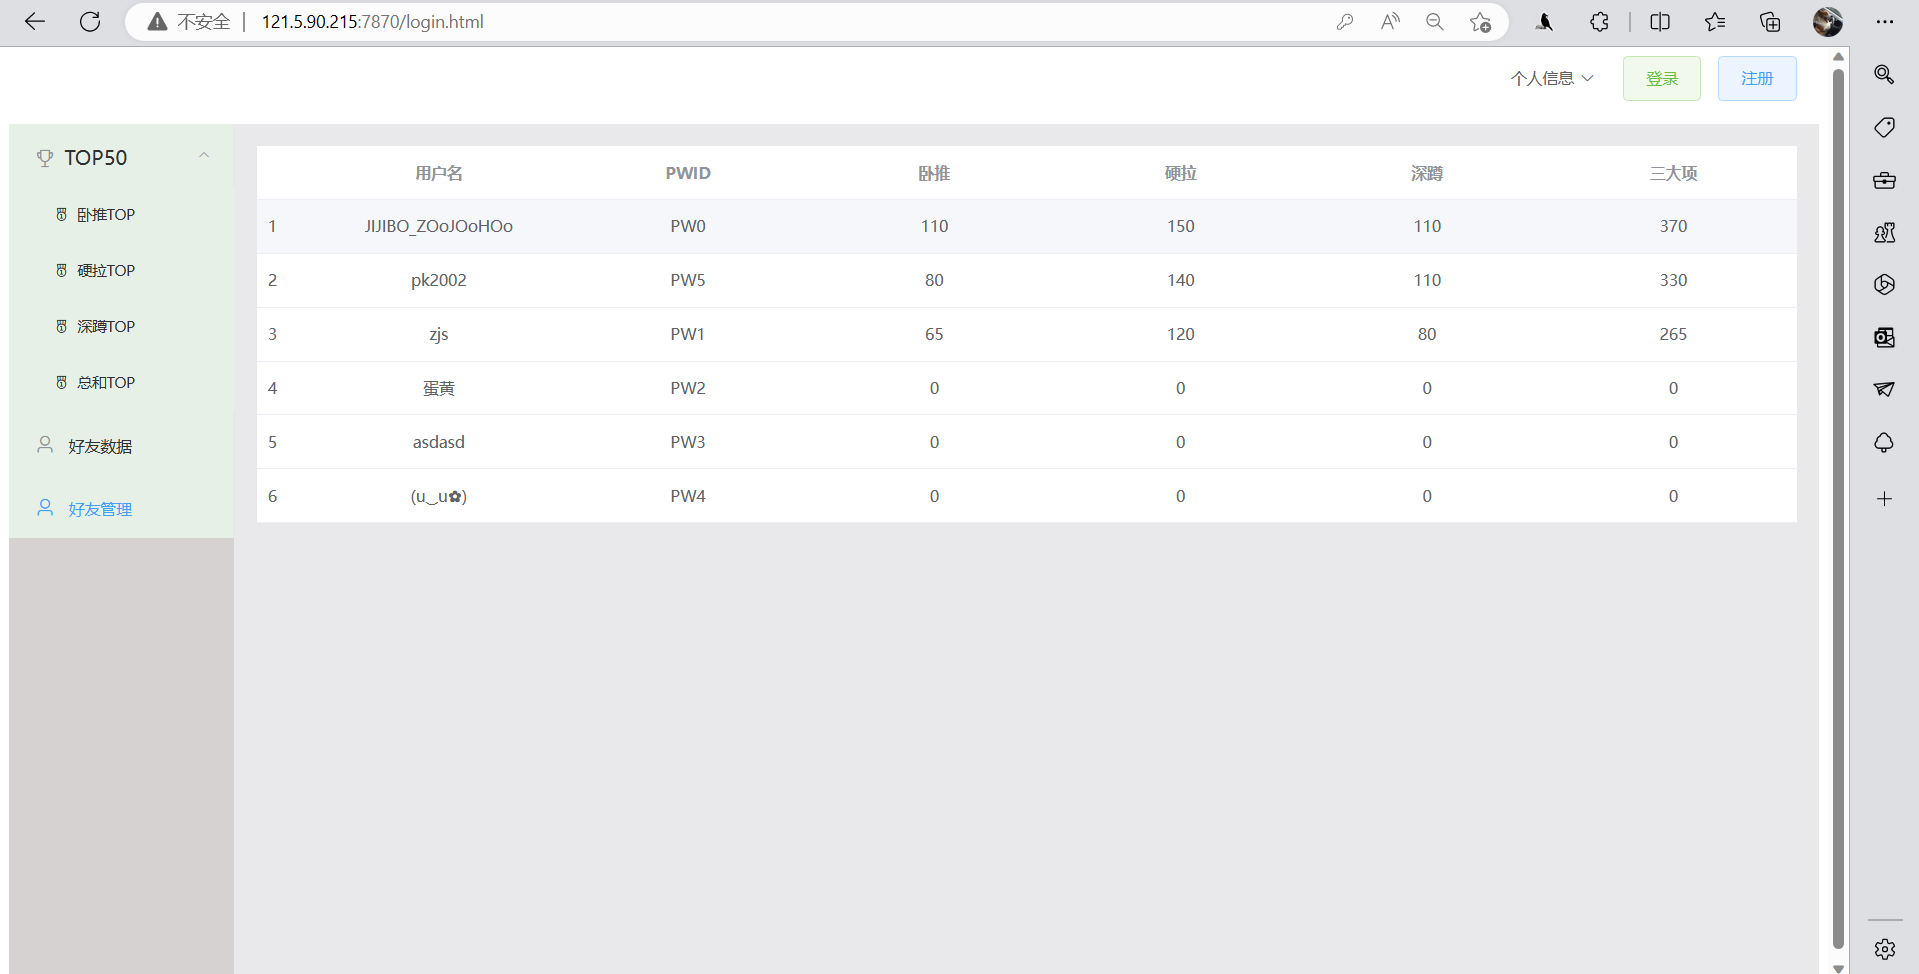 不安全 121.5.90.215:7870/login.html
个人信息 登录 注册
TOP50
卧推TOP
硬拉TOP
深蹲TOP
总和TOP
好友数据
好友管理
用户名 PWID 卧推 硬拉 深蹲 三大项
1 JIJIBO_ZOoJOoHOo PW0 110 150 110 370
2 pk2002 PW5 80 140 110 330
3 zjs PW1 65 120 80 265
4 蛋黄 PW2 0 0 0 0
5 asdasd PW3 0 0 0 0
6 (u‿u✿) PW4 0 0 0 0